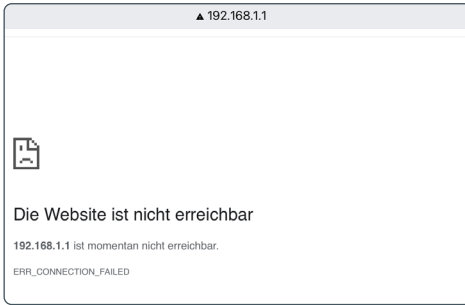 ▲ 192.168.1.1
Die Website ist nicht erreichbar
192.168.1.1 ist momentan nicht erreichbar.
ERR_CONNECTION_FAILED